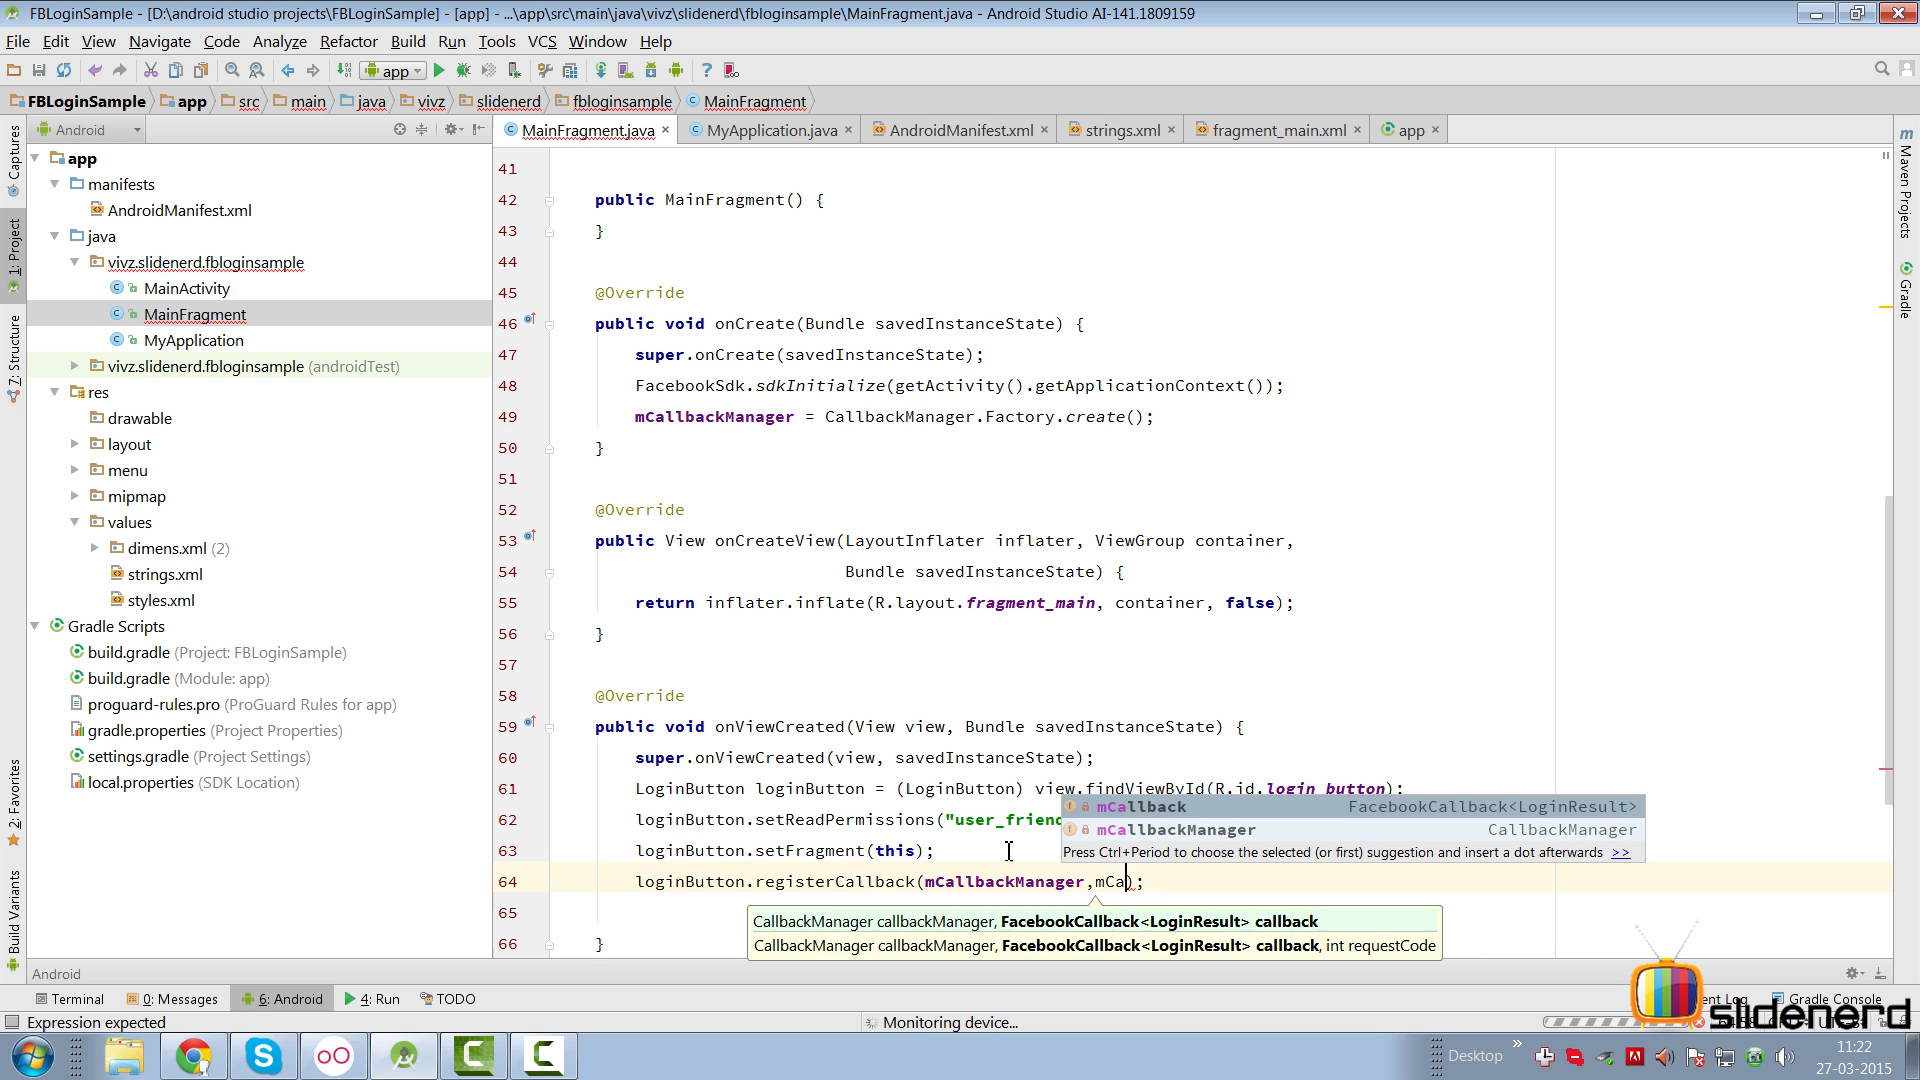 FBLoginSample - [D:\android studio projects\FBLoginSample] - [app] - ...\app\src\main\java\vivz\slidenerd\fbloginsample\MainFragment.java - Android Studio AI-141.1809159
File Edit View Navigate Code Analyze Refactor Build Run Tools VCS Window Help
app
FBLoginSample app src main java vivz slidenerd fbloginsample MainFragment
Android
MainFragment.java MyApplication.java AndroidManifest.xml strings.xml fragment_main.xml app
Captures
1: Project
7: Structure
2: Favorites
Build Variants
app
manifests
AndroidManifest.xml
java
vivz.slidenerd.fbloginsample
MainActivity
MainFragment
MyApplication
vivz.slidenerd.fbloginsample (androidTest)
res
drawable
layout
menu
mipmap
values
dimens.xml (2)
strings.xml
styles.xml
Gradle Scripts
build.gradle (Project: FBLoginSample)
build.gradle (Module: app)
proguard-rules.pro (ProGuard Rules for app)
gradle.properties (Project Properties)
settings.gradle (Project Settings)
local.properties (SDK Location)
41
42 public MainFragment() {
43 }
44
45 @Override
46 public void onCreate(Bundle savedInstanceState) {
47 super.onCreate(savedInstanceState);
48 FacebookSdk.sdkInitialize(getActivity().getApplicationContext());
49 mCallbackManager = CallbackManager.Factory.create();
50 }
51
52 @Override
53 public View onCreateView(LayoutInflater inflater, ViewGroup container,
54 Bundle savedInstanceState) {
55 return inflater.inflate(R.layout.fragment_main, container, false);
56 }
57
58 @Override
59 public void onViewCreated(View view, Bundle savedInstanceState) {
60 super.onViewCreated(view, savedInstanceState);
61 LoginButton loginButton = (LoginButton) view.findViewById(R.id.login_button);
62 loginButton.setReadPermissions("user_frien
63 loginButton.setFragment(this);
64 loginButton.registerCallback(mCallbackManager,mCa);
65
66 }
mCallback FacebookCallback<LoginResult>
mCallbackManager CallbackManager
Press Ctrl+Period to choose the selected (or first) suggestion and insert a dot afterwards >>
CallbackManager callbackManager, FacebookCallback<LoginResult> callback
CallbackManager callbackManager, FacebookCallback<LoginResult> callback, int requestCode
m
Maven Projects
Gradle
Android
Terminal 0: Messages 6: Android 4: Run TODO Gradle Console
Expression expected Monitoring device...
slidenerd
Desktop
11:22
27-03-2015